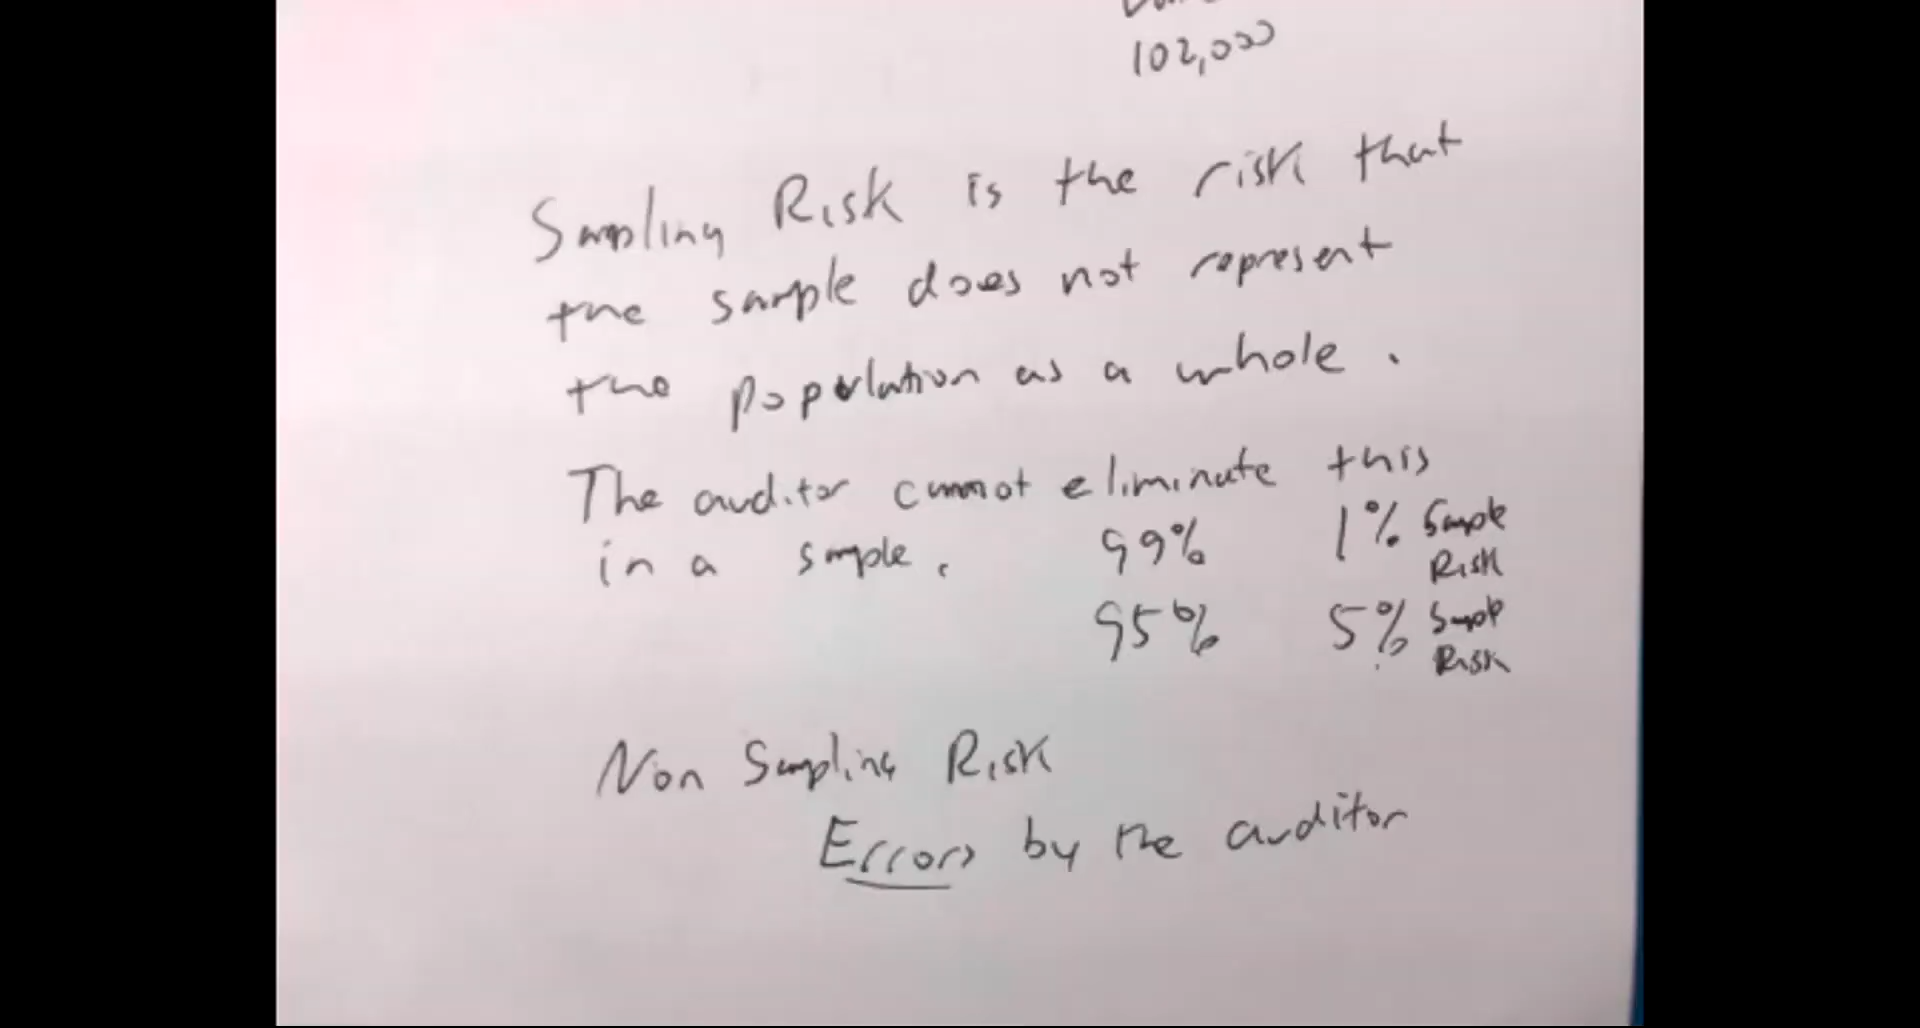 102,000
Sampling Risk is the risk that
the sample does not represent
the population as a whole.
The auditor cannot eliminate this
in a sample. 99% 1% Sample Risk
95% 5% Sample Risk
Non Sampling Risk
Errors by the auditor